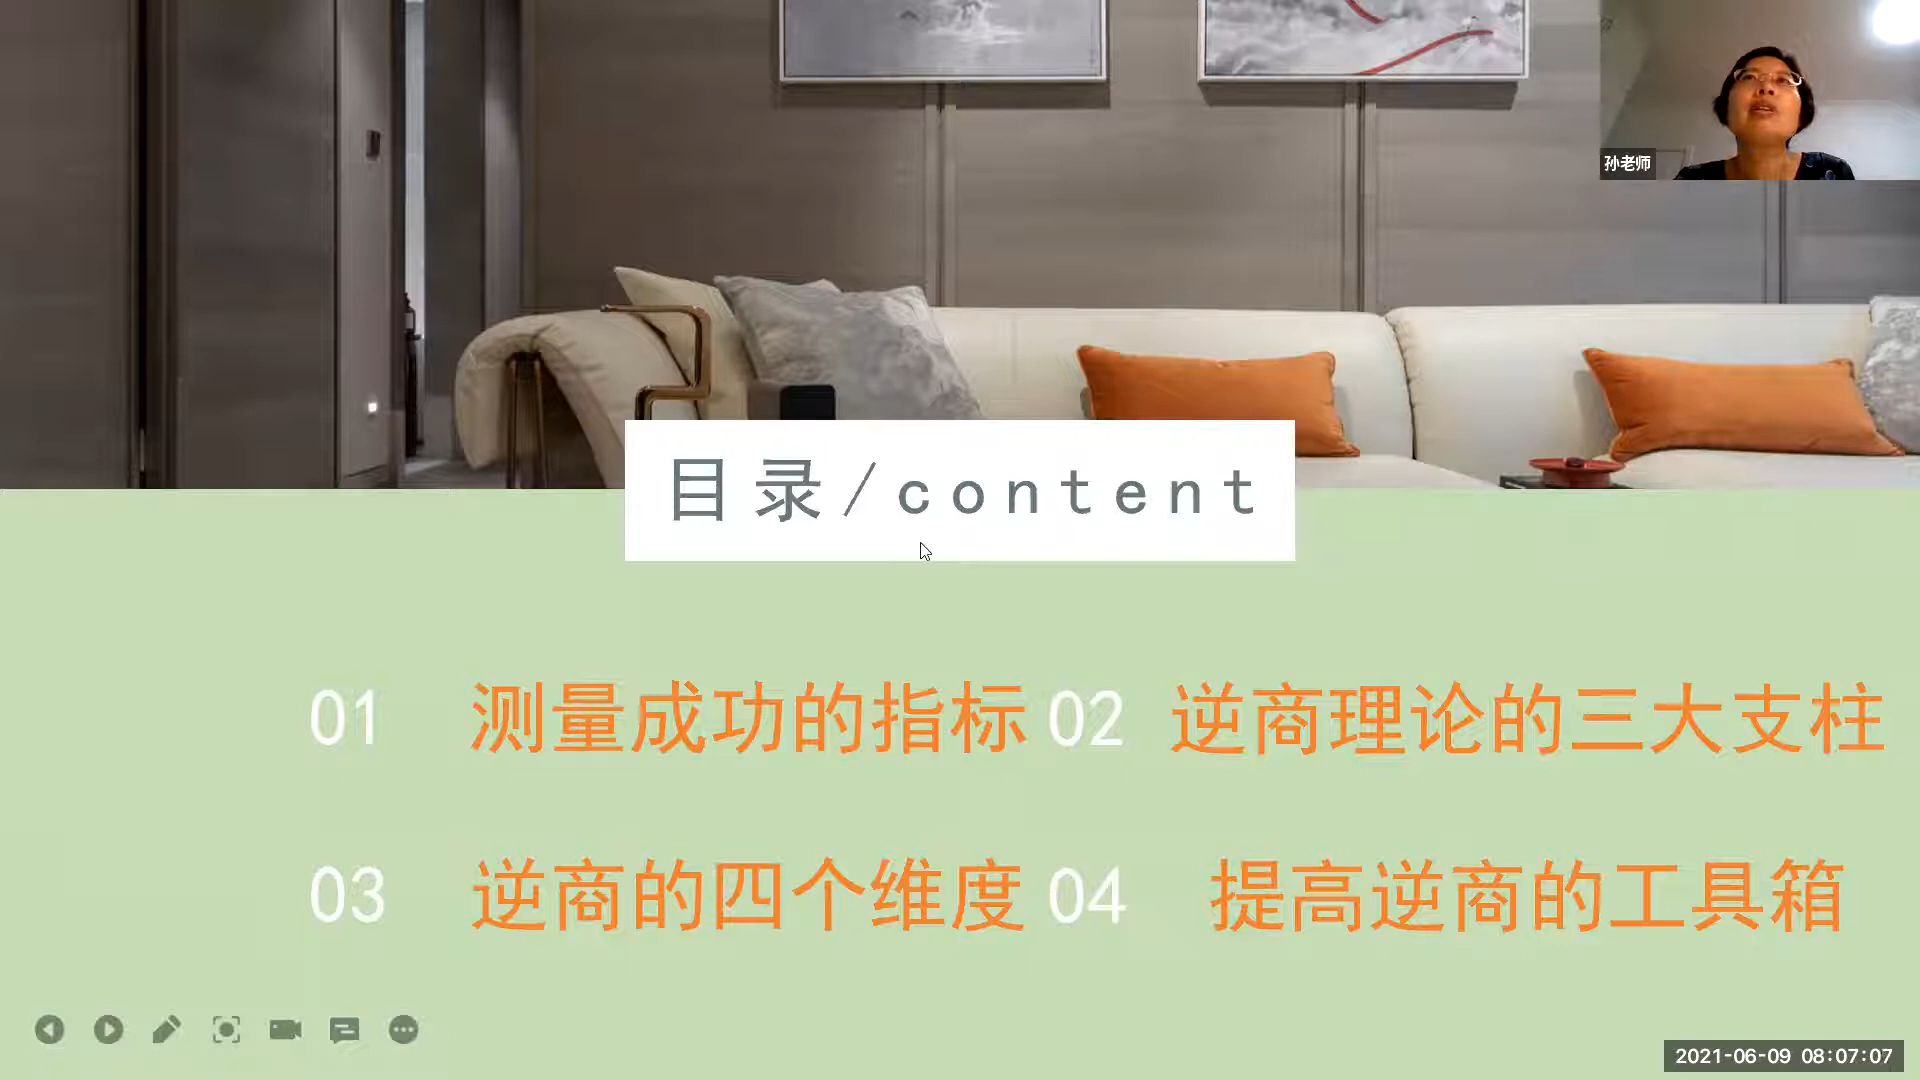 孙老师
目录/content
01 测量成功的指标
02 逆商理论的三大支柱
03 逆商的四个维度
04 提高逆商的工具箱
2021-06-09 08:07:07